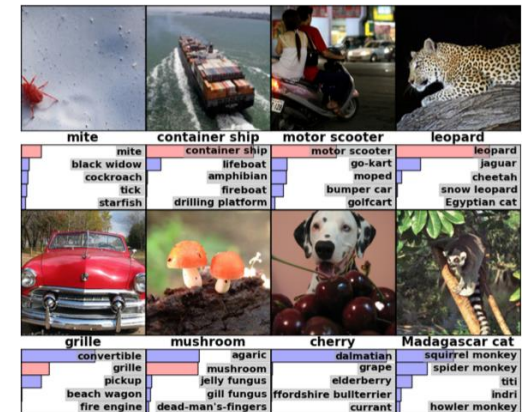 mite
container ship
motor scooter
leopard
mite
black widow
cockroach
tick
starfish
container ship
lifeboat
amphibian
fireboat
drilling platform
motor scooter
go-kart
moped
bumper car
golfcart
leopard
jaguar
cheetah
snow leopard
Egyptian cat
grille
mushroom
cherry
Madagascar cat
convertible
grille
pickup
beach wagon
fire engine
agaric
mushroom
jelly fungus
gill fungus
dead-man's-fingers
dalmatian
grape
elderberry
ffordshire bullterrier
currant
squirrel monkey
spider monkey
titi
indri
howler monkey